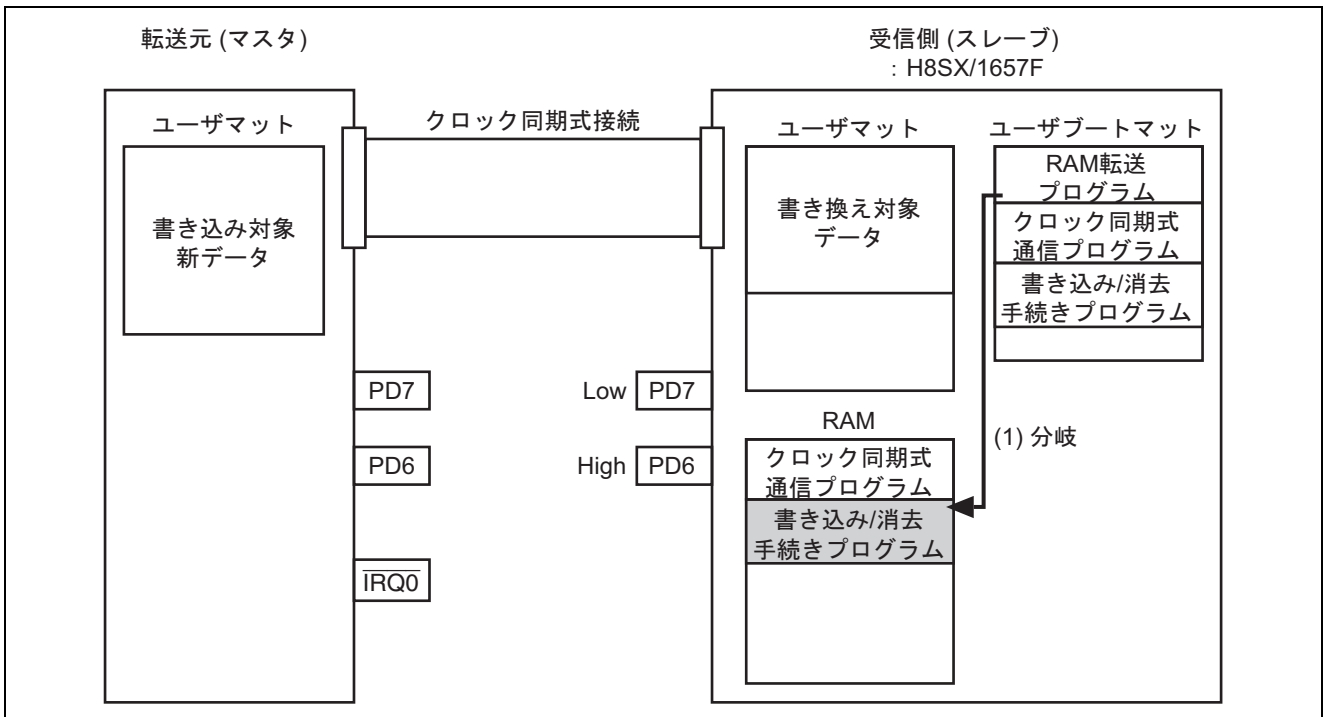 転送元 (マスタ)
受信側 (スレーブ)
: H8SX/1657F
ユーザマット
クロック同期式接続
ユーザマット
ユーザブートマット
書き込み対象
新データ
書き換え対象
データ
RAM転送
プログラム
クロック同期式
通信プログラム
書き込み/消去
手続きプログラム
PD7
Low
PD7
PD6
High
PD6
IRQ0
RAM
(1) 分岐
クロック同期式
通信プログラム
書き込み/消去
手続きプログラム